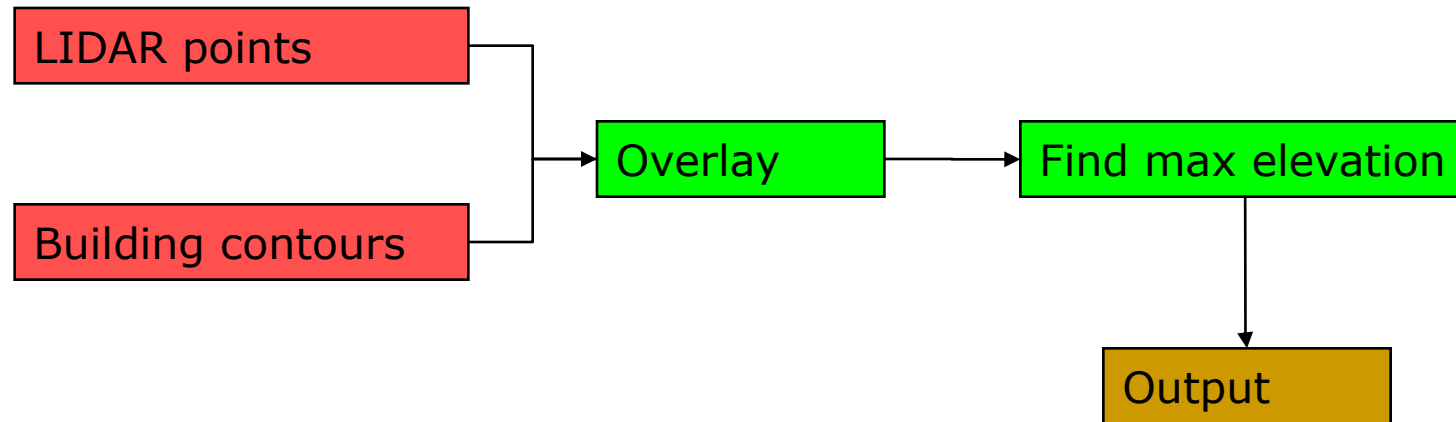 LIDAR points
Building contours
Overlay
Find max elevation
Output